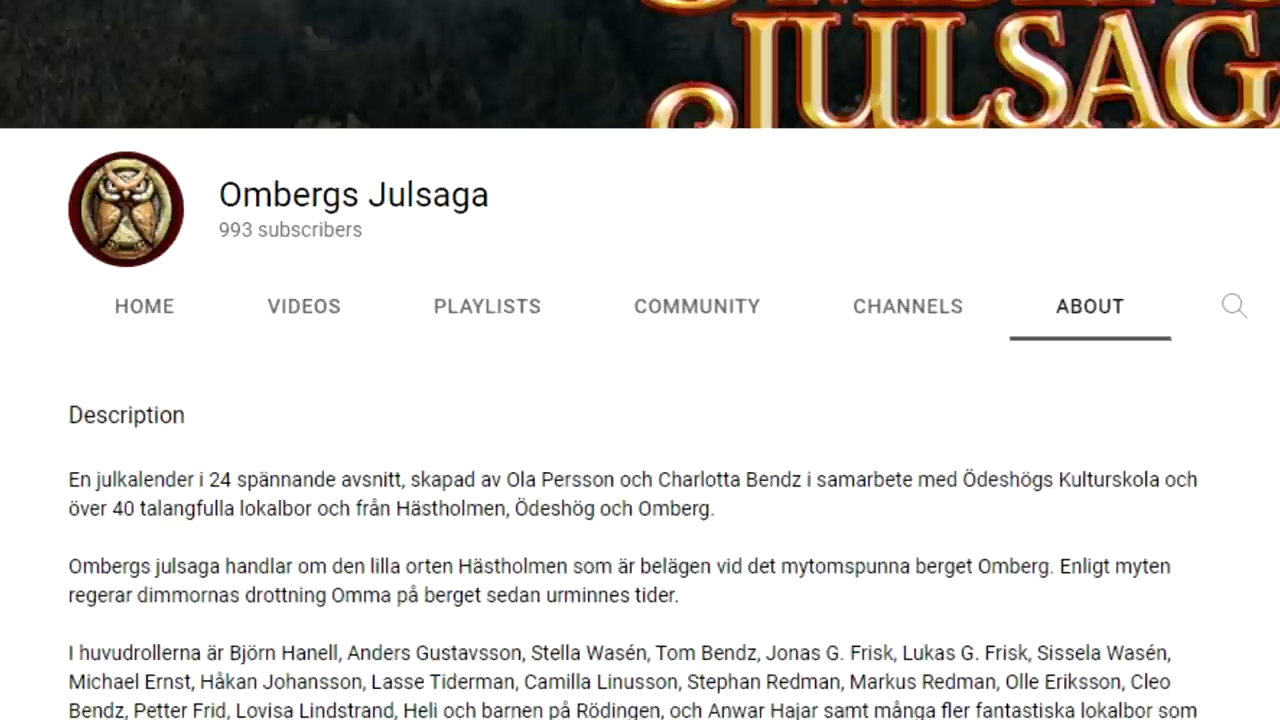 JULSAGA
Ombergs Julsaga
993 subscribers
HOME VIDEOS PLAYLISTS COMMUNITY CHANNELS ABOUT
Description
En julkalender i 24 spännande avsnitt, skapad av Ola Persson och Charlotta Bendz i samarbete med Ödeshögs Kulturskola och
över 40 talangfulla lokalbor och från Hästholmen, Ödeshög och Omberg.
Ombergs julsaga handlar om den lilla orten Hästholmen som är belägen vid det mytomspunna berget Omberg. Enligt myten
regerar dimmornas drottning Omma på berget sedan urminnes tider.
I huvudrollerna är Björn Hanell, Anders Gustavsson, Stella Wasén, Tom Bendz, Jonas G. Frisk, Lukas G. Frisk, Sissela Wasén,
Michael Ernst, Håkan Johansson, Lasse Tiderman, Camilla Linusson, Stephan Redman, Markus Redman, Olle Eriksson, Cleo
Bendz, Petter Frid, Lovisa Lindstrand, Heli och barnen på Rödingen, och Anwar Hajar samt många fler fantastiska lokalbor som